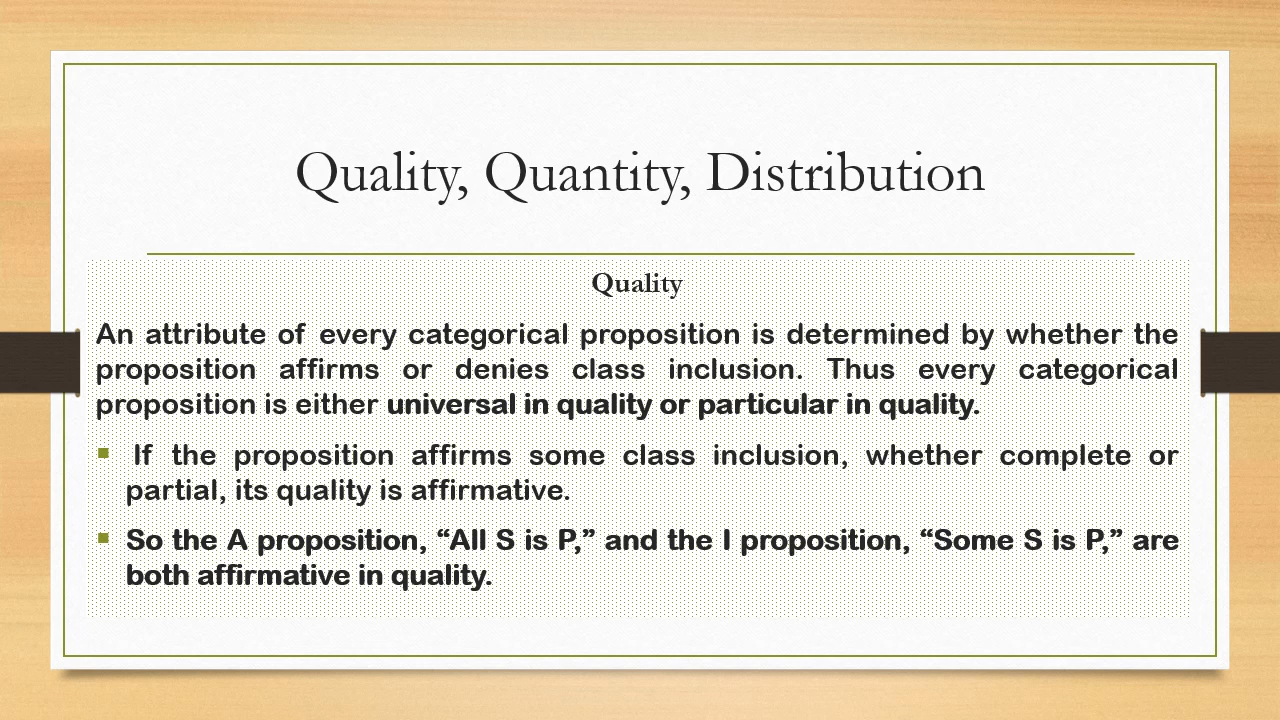 Quality, Quantity, Distribution
Quality
An attribute of every categorical proposition is determined by whether the
proposition affirms or denies class inclusion. Thus every categorical
proposition is either universal in quality or particular in quality.
▪ If the proposition affirms some class inclusion, whether complete or
partial, its quality is affirmative.
▪ So the A proposition, “All S is P,” and the I proposition, “Some S is P,” are
both affirmative in quality.